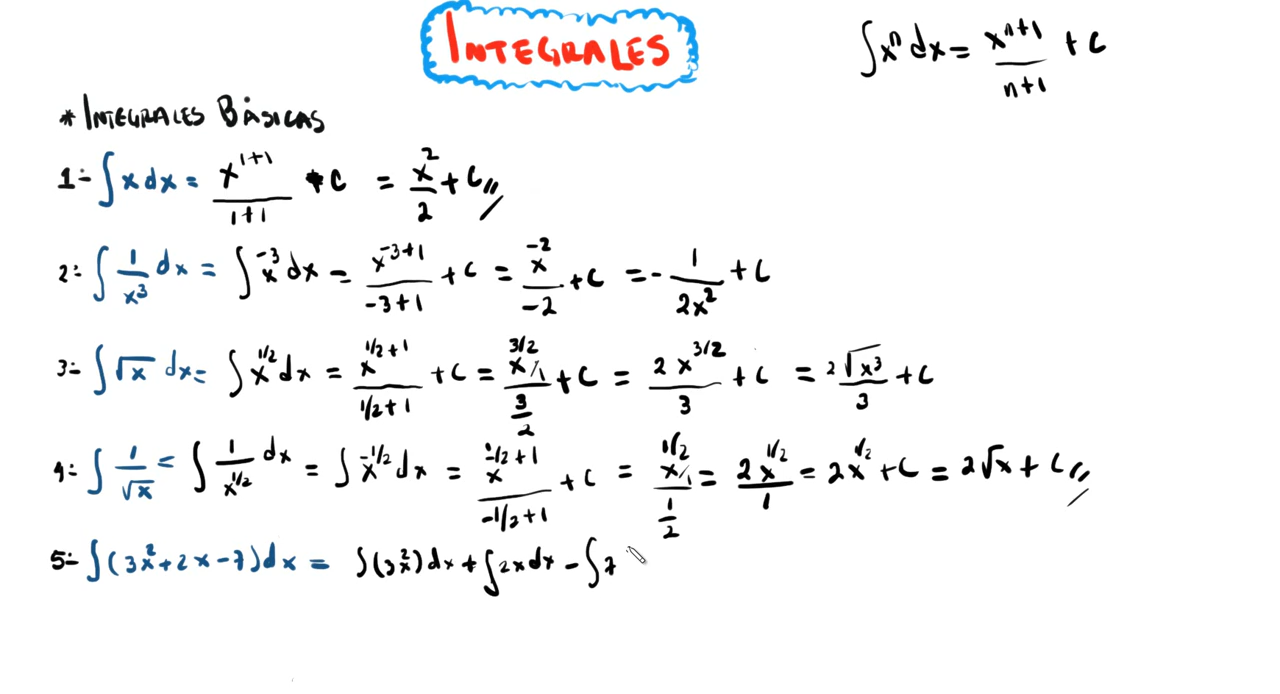 INTEGRALES
∫xⁿ dx = xⁿ⁺¹/(n+1) + C
* INTEGRALES BÁSICAS
1.- ∫x dx = x¹⁺¹/(1+1) + C = x²/2 + C //
2.- ∫ 1/x³ dx = ∫x⁻³ dx = x⁻³⁺¹/(-3+1) + C = x⁻²/-2 + C = - 1/(2x²) + C
3.- ∫√x dx = ∫x^(1/2) dx = x^(1/2+1)/(1/2+1) + C = (x^(3/2)/1)/(3/2) + C = 2x^(3/2)/3 + C = 2√(x³)/3 + C
4.- ∫ 1/√x = ∫ 1/x^(1/2) dx = ∫x^(-1/2) dx = x^(-1/2+1)/(-1/2+1) + C = (x^(1/2)/1)/(1/2) = 2x^(1/2)/1 = 2x^(1/2) + C = 2√x + C //
5.- ∫(3x²+2x-7)dx = ∫(3x²)dx + ∫2x dx - ∫7